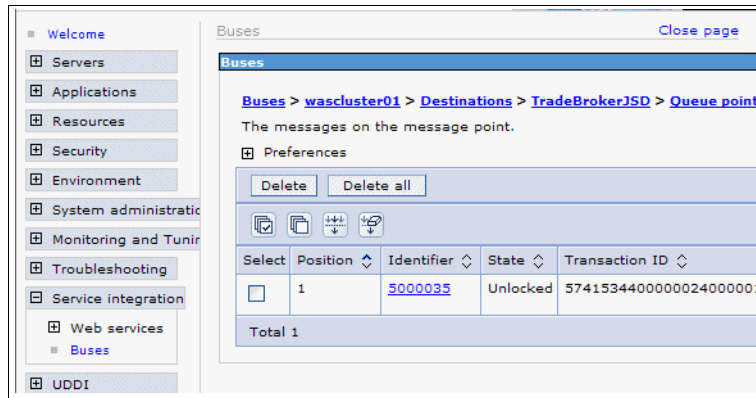 Welcome
Servers
Applications
Resources
Security
Environment
System administratic
Monitoring and Tunir
Troubleshooting
Service integration
Web services
Buses
UDDI
Buses
Close page
Buses
Buses > wascluster01 > Destinations > TradeBrokerJSD > Queue point
The messages on the message point.
Preferences
Delete
Delete all
Select Position Identifier State Transaction ID
1 5000035 Unlocked 574153440000002400000
Total 1